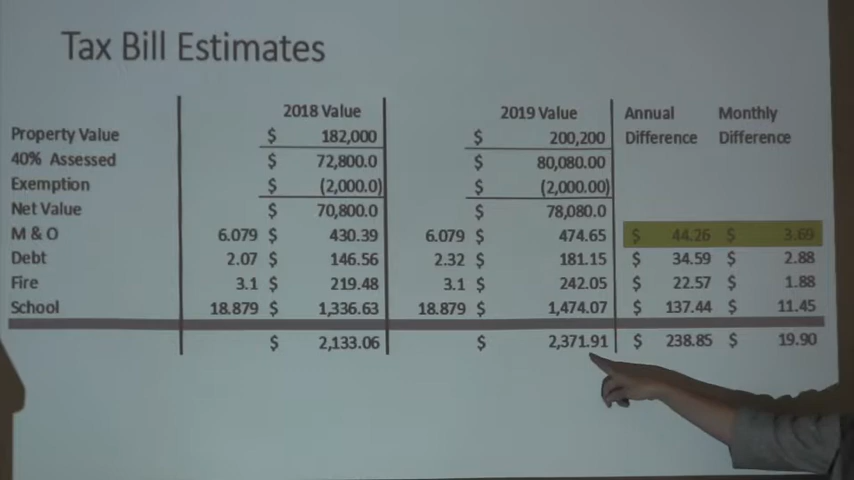 Tax Bill Estimates
2018 Value 2019 Value Annual Monthly
Property Value $ 182,000 $ 200,200 Difference Difference
40% Assessed $ 72,800.0 $ 80,080.00
Exemption $ (2,000.0) $ (2,000.00)
Net Value $ 70,800.0 $ 78,080.0
M & O 6.079 $ 430.39 6.079 $ 474.65 $ 44.26 $ 3.69
Debt 2.07 $ 146.56 2.32 $ 181.15 $ 34.59 $ 2.88
Fire 3.1 $ 219.48 3.1 $ 242.05 $ 22.57 $ 1.88
School 18.879 $ 1,336.63 18.879 $ 1,474.07 $ 137.44 $ 11.45
$ 2,133.06 $ 2,371.91 $ 238.85 $ 19.90